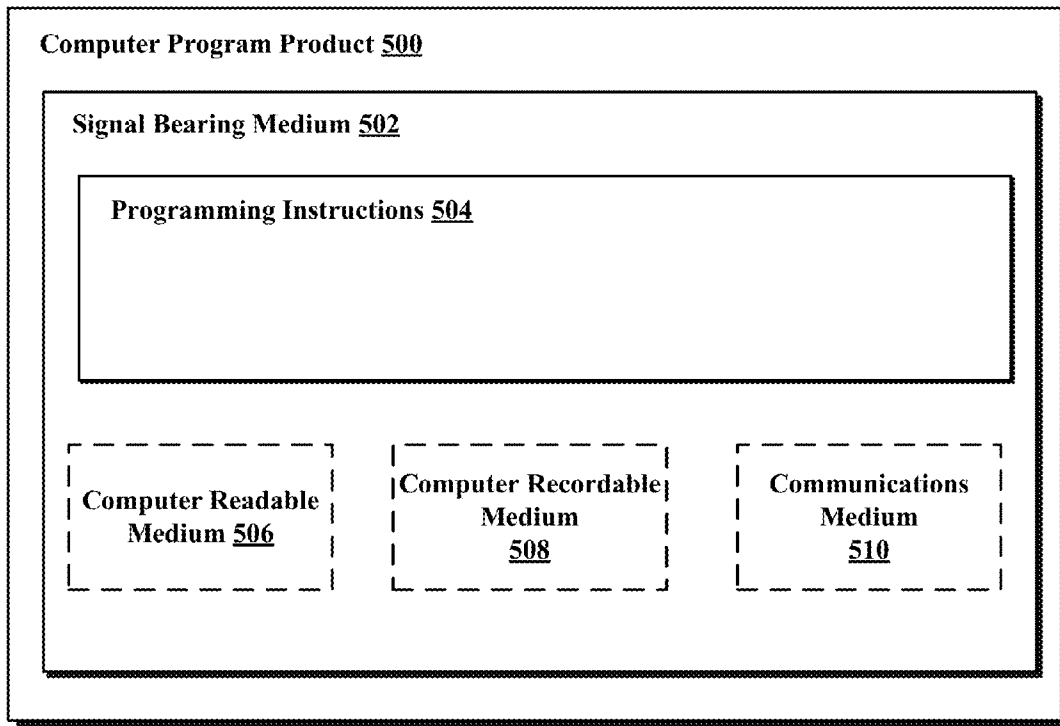 Computer Program Product 500
Signal Bearing Medium 502
Programming Instructions 504
Computer Readable
Medium 506
Computer Recordable
Medium
508
Communications
Medium
510